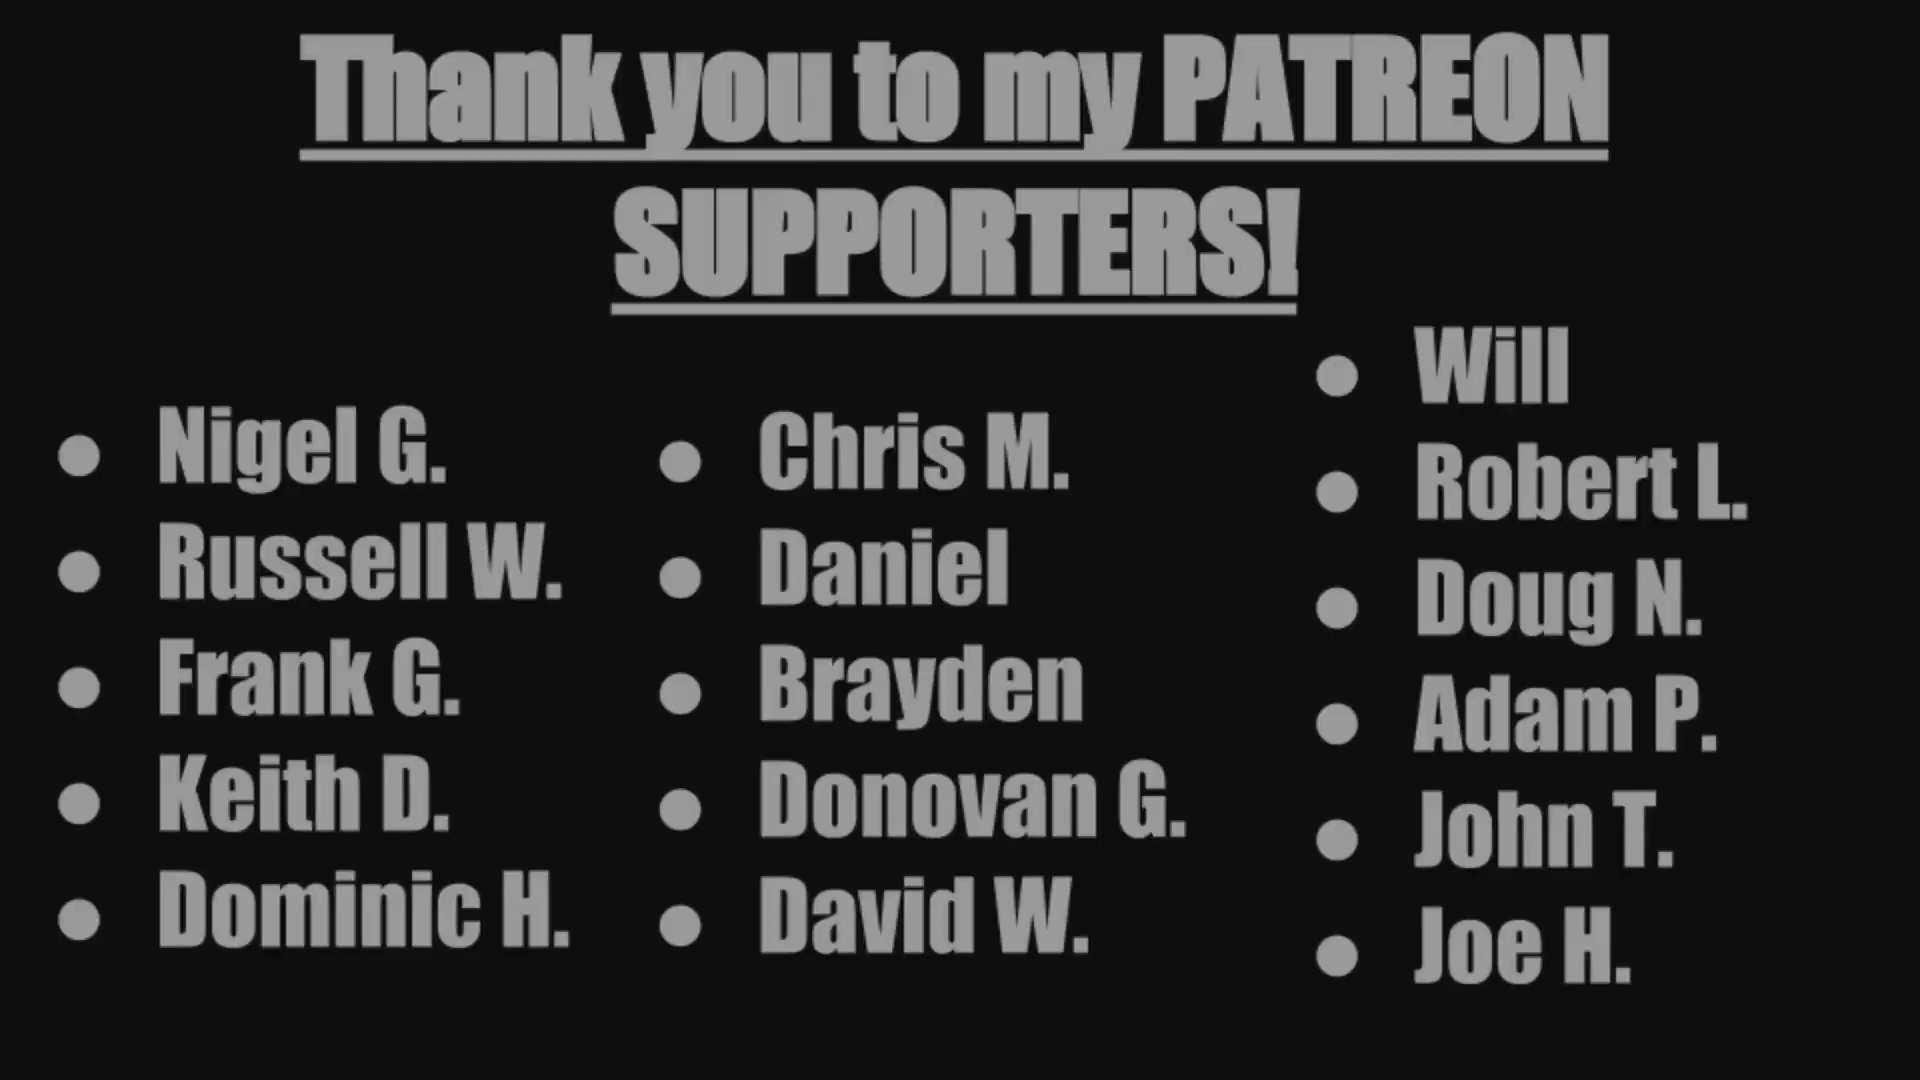 Thank you to my PATREON
SUPPORTERS!
• Nigel G.
• Russell W.
• Frank G.
• Keith D.
• Dominic H.
• Chris M.
• Daniel
• Brayden
• Donovan G.
• David W.
• Will
• Robert L.
• Doug N.
• Adam P.
• John T.
• Joe H.